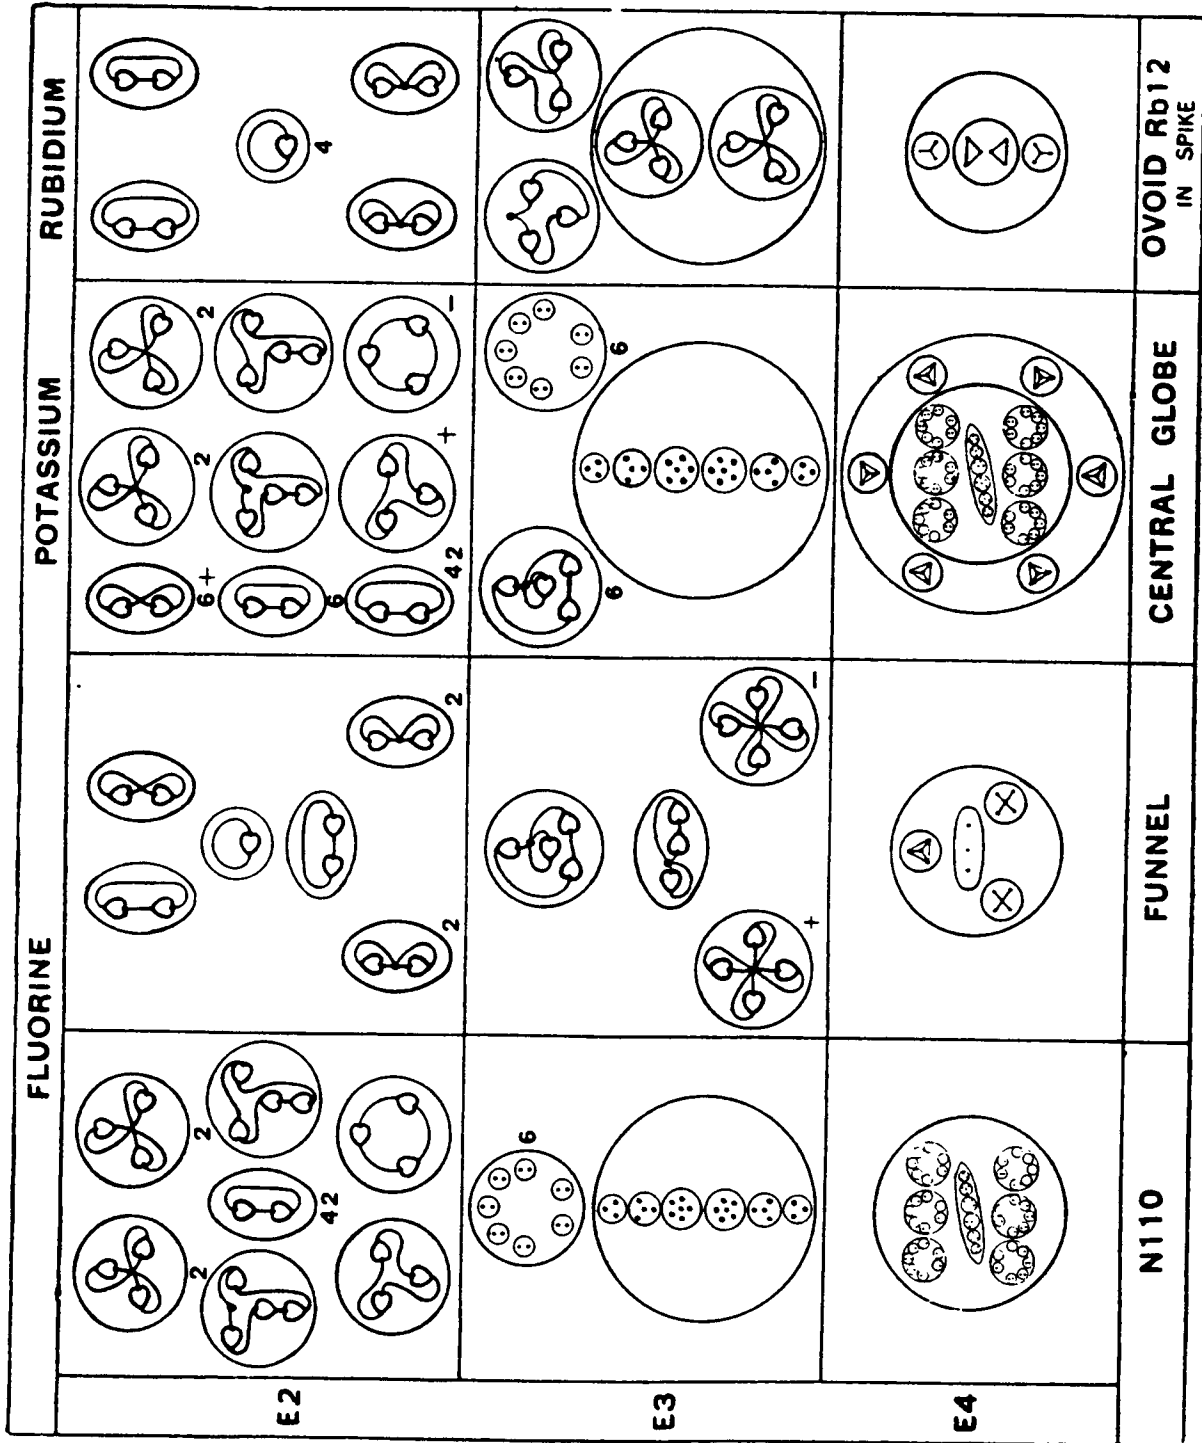 FLUORINE
POTASSIUM
RUBIDIUM
E2
2
2
42
2
2
6+
2
2
6
42
+
−
4
E3
6
+
−
6
6
E4
N110
FUNNEL
CENTRAL GLOBE
OVOID Rb12
IN SPIKE